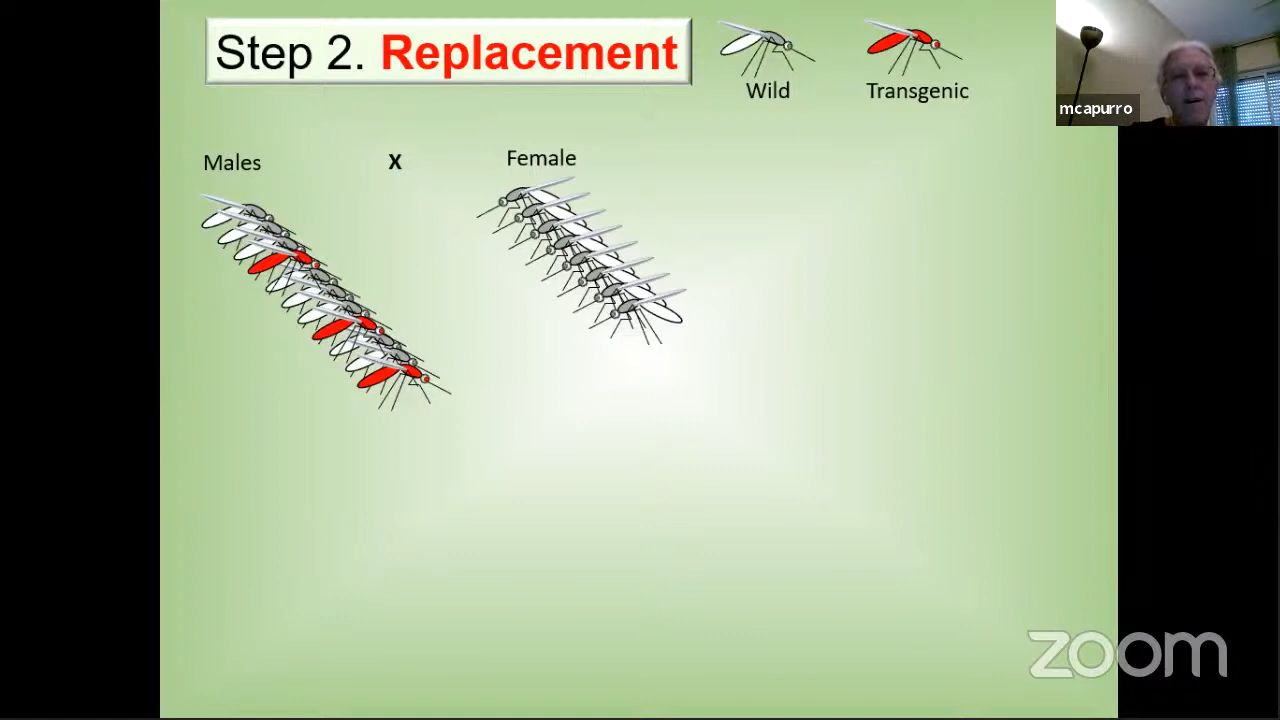 Step 2. Replacement
Wild
Transgenic
mcapurro
Males x Female
zoom